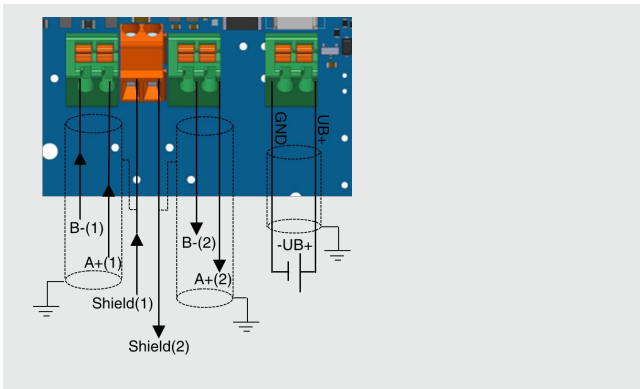 GND
UB+
B-(1)
B-(2)
-UB+
A+(1)
A+(2)
Shield(1)
Shield(2)